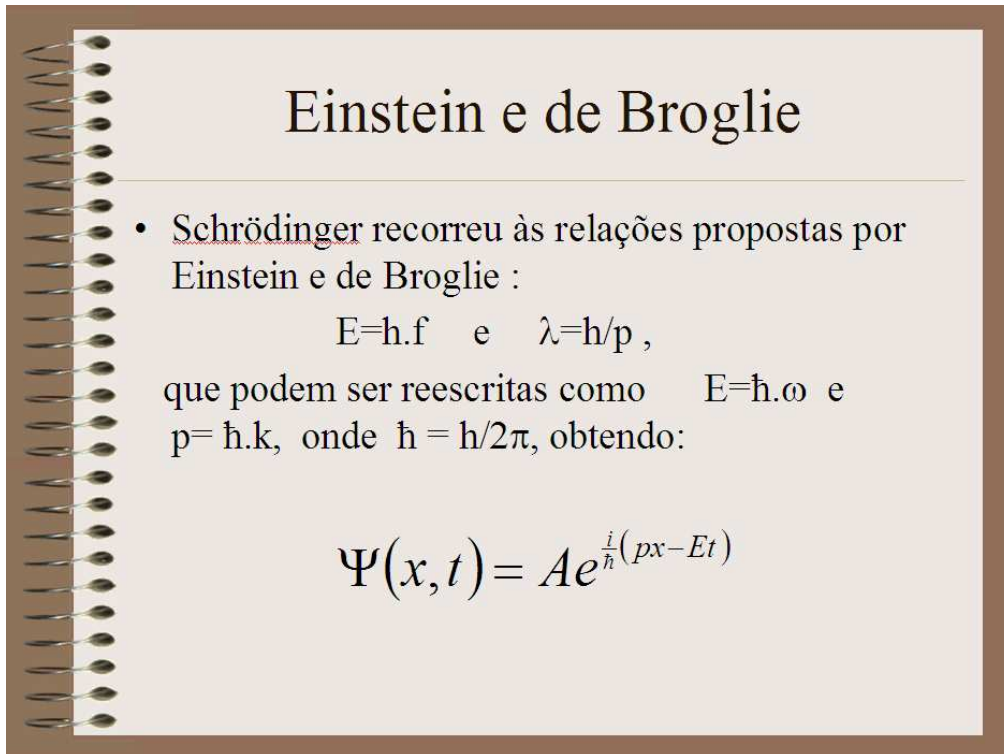 Einstein e de Broglie
• Schrödinger recorreu às relações propostas por
Einstein e de Broglie :
E=h.f e λ=h/p ,
que podem ser reescritas como E=ħ.ω e
p= ħ.k, onde ħ = h/2π, obtendo:
Ψ(x,t)= Ae^{\frac{i}{ħ}(px−Et)}